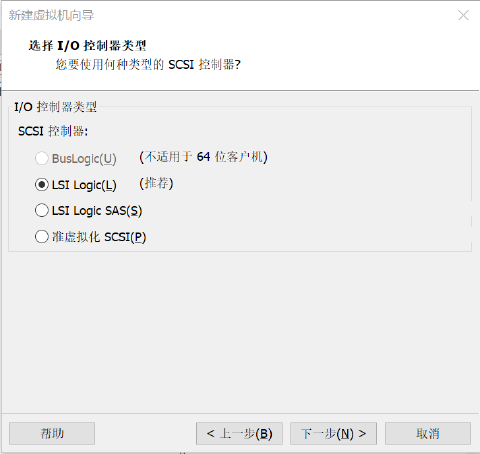 新建虚拟机向导
选择 I/O 控制器类型
您要使用何种类型的 SCSI 控制器?
I/O 控制器类型
SCSI 控制器:
BusLogic(U) (不适用于 64 位客户机)
LSI Logic(L) (推荐)
LSI Logic SAS(S)
准虚拟化 SCSI(P)
帮助 < 上一步(B) 下一步(N) > 取消